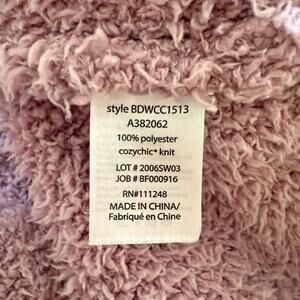 style BDWCC1513
A382062
100% polyester
cozychic® knit
LOT # 2006SW03
JOB # BF000916
RN#111248
MADE IN CHINA/
Fabriqué en Chine